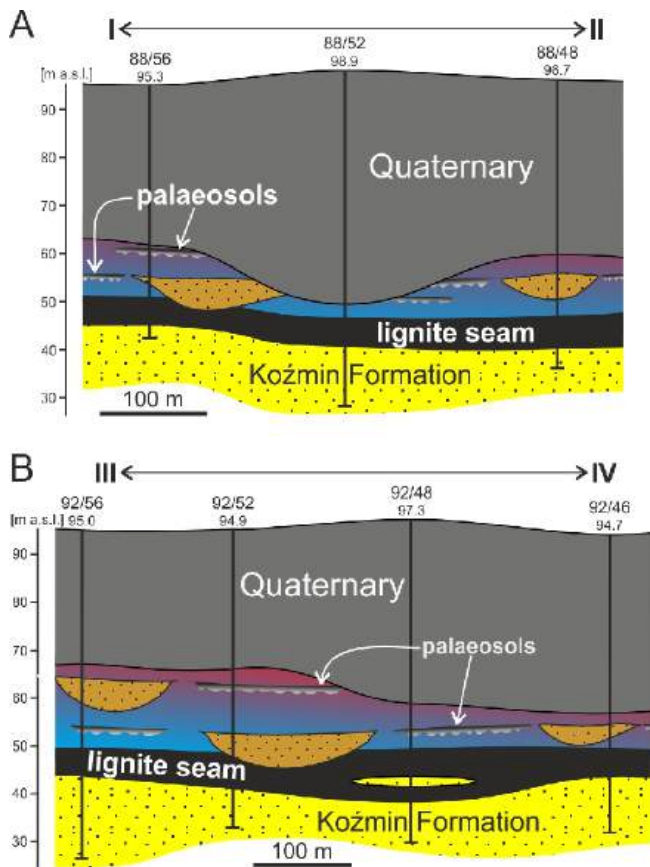 A
I II
88/56 88/52 88/48
95.3 98.9 96.7
[m a.s.l.]
90
80
70
60
50
40
30
Quaternary
palaeosols
lignite seam
Koźmin Formation
100 m
B
III IV
92/56 92/52 92/48 92/46
[m a.s.l.] 95.0 94.9 97.3 94.7
90
80
70
60
50
40
30
Quaternary
palaeosols
lignite seam
Koźmin Formation
100 m